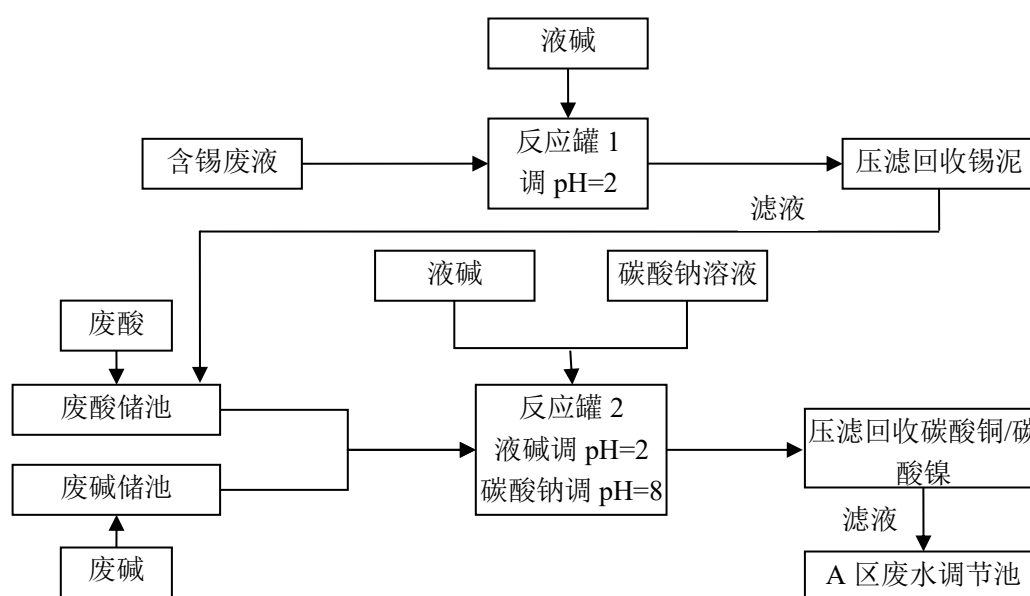 液碱
含锡废液
反应罐 1
调 pH=2
压滤回收锡泥
滤液
液碱
碳酸钠溶液
废酸
废酸储池
反应罐 2
液碱调 pH=2
碳酸钠调 pH=8
压滤回收碳酸铜/碳
酸镍
废碱储池
滤液
废碱
A 区废水调节池